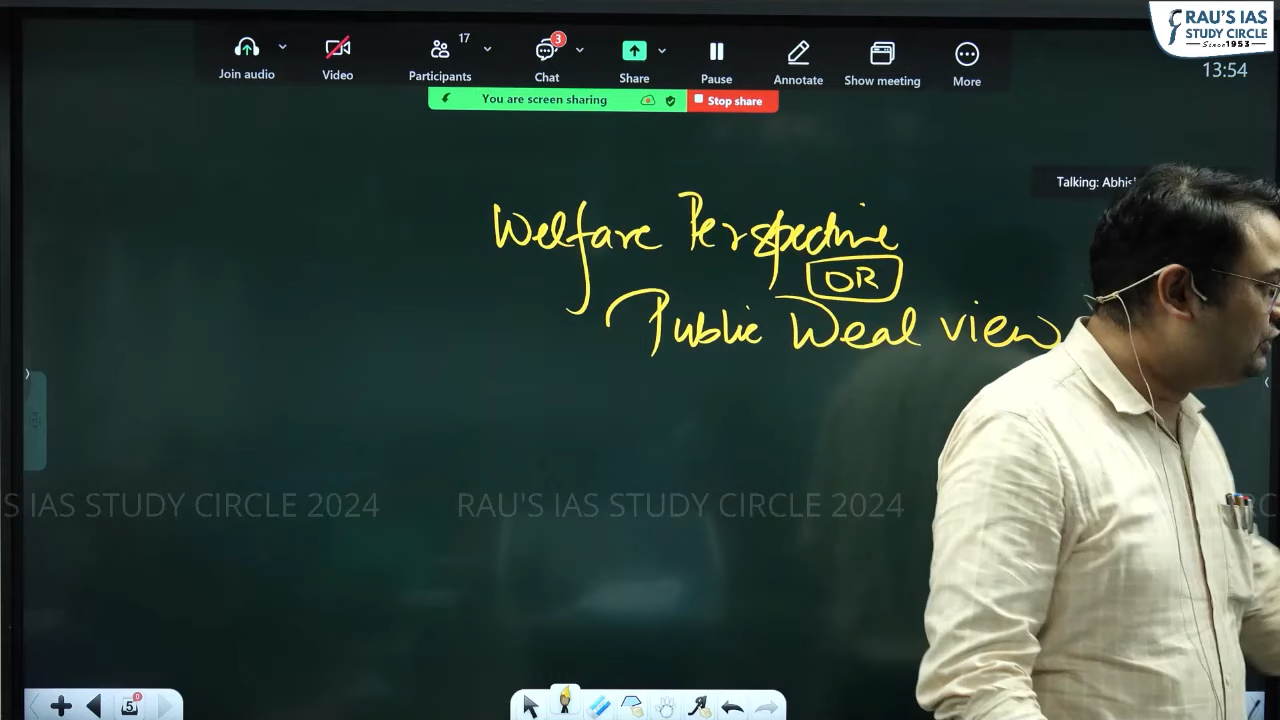 RAU'S IAS
STUDY CIRCLE
Since 1953
13:54
17
3
Join audio
Video
Participants
Chat
Share
Pause
Annotate
Show meeting
More
You are screen sharing
Stop share
Talking: Abhis
Welfare Perspective
OR
Public Weal view
S IAS STUDY CIRCLE 2024
RAU'S IAS STUDY CIRCLE 2024
5
0